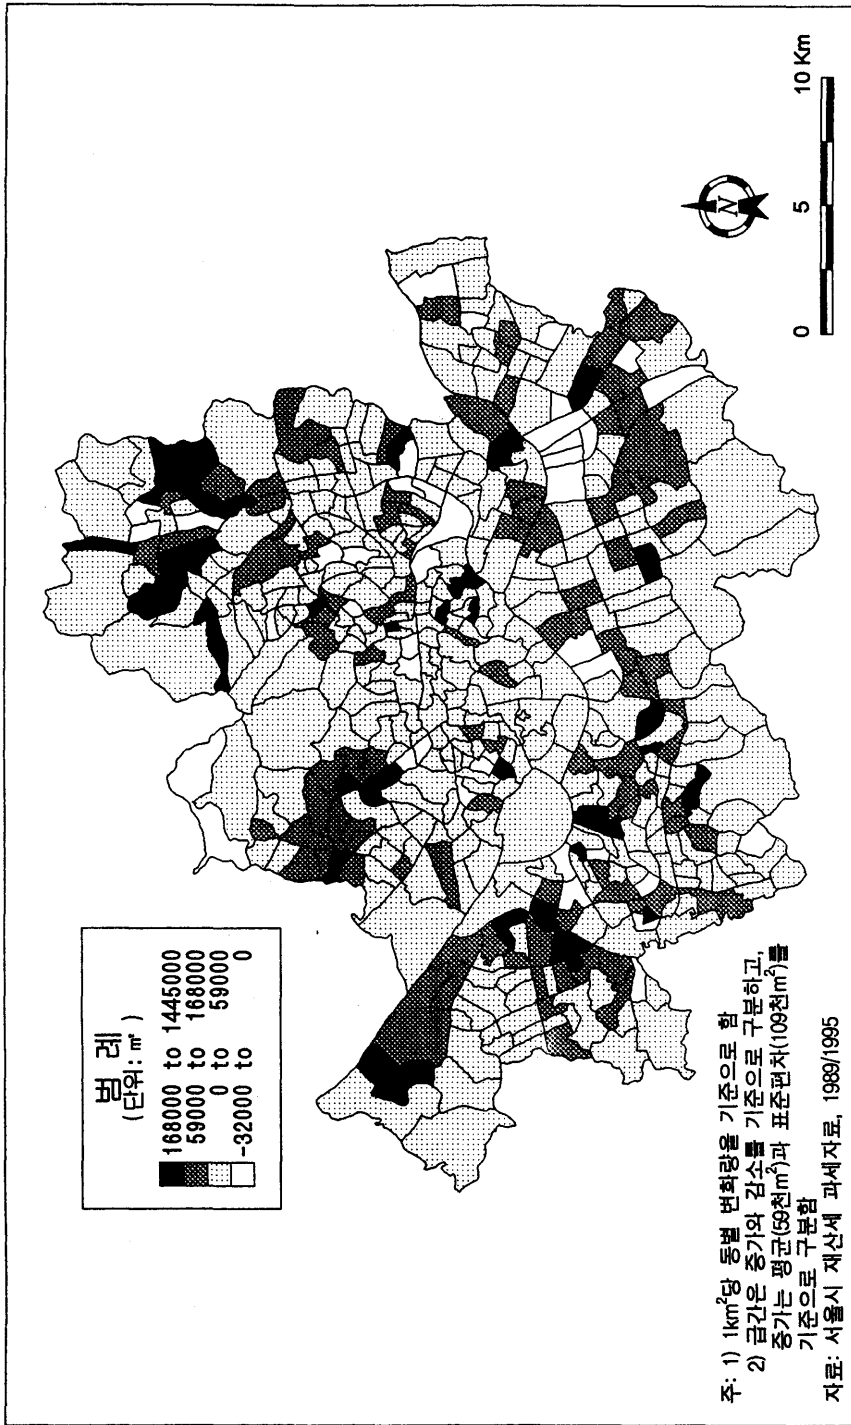 범 례
(단위: ㎡ )
168000 to 1445000
59000 to 168000
0 to 59000
-32000 to 0
N
0 5 10 Km
주: 1) 1km²당 동별 변화량을 기준으로 함
2) 급간은 증가와 감소를 기준으로 구분하고,
증가는 평균(59천m²)과 표준편차(109천m²)를
기준으로 구분함
자료: 서울시 재산세 과세자료, 1989/1995